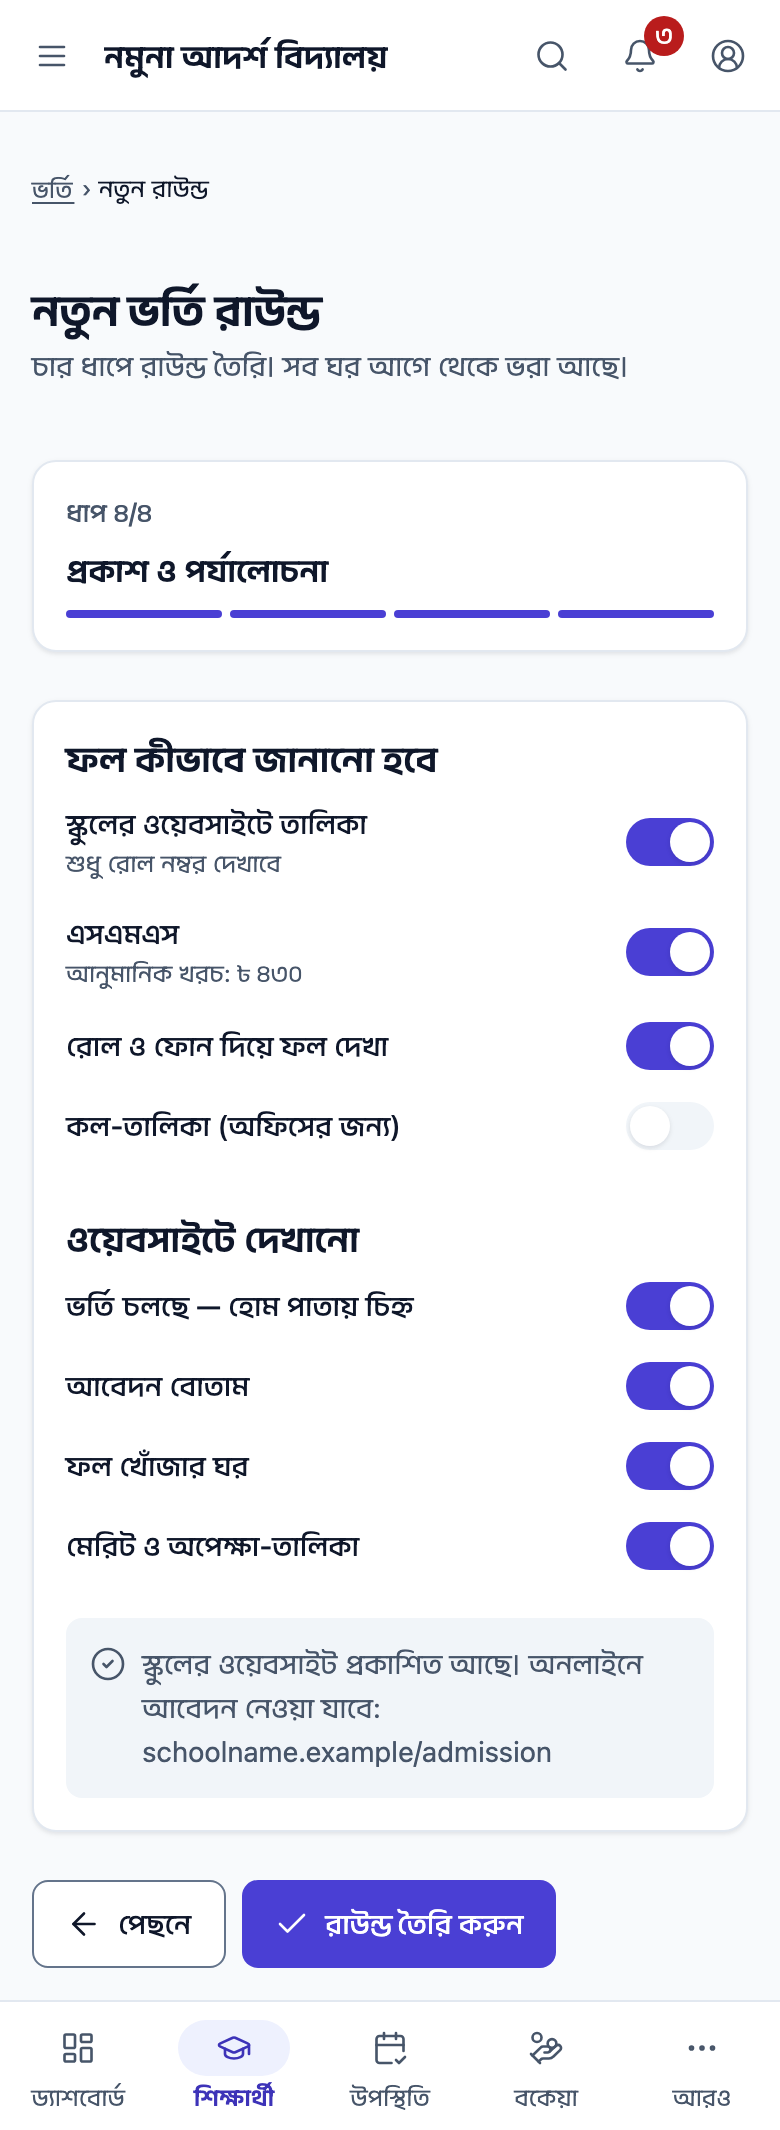 নমুনা আদর্শ বিদ্যালয়
৩
ভর্তি › নতুন রাউন্ড
নতুন ভর্তি রাউন্ড
চার ধাপে রাউন্ড তৈরি। সব ঘর আগে থেকে ভরা আছে।
ধাপ ৪/৪
প্রকাশ ও পর্যালোচনা
ফল কীভাবে জানানো হবে
স্কুলের ওয়েবসাইটে তালিকা
শুধু রোল নম্বর দেখাবে
এসএমএস
আনুমানিক খরচ: ৳ ৪৩০
রোল ও ফোন দিয়ে ফল দেখা
কল-তালিকা (অফিসের জন্য)
ওয়েবসাইটে দেখানো
ভর্তি চলছে — হোম পাতায় চিহ্ন
আবেদন বোতাম
ফল খোঁজার ঘর
মেরিট ও অপেক্ষা-তালিকা
স্কুলের ওয়েবসাইট প্রকাশিত আছে। অনলাইনে
আবেদন নেওয়া যাবে:
schoolname.example/admission
পেছনে
রাউন্ড তৈরি করুন
ড্যাশবোর্ড
শিক্ষার্থী
উপস্থিতি
বকেয়া
আরও